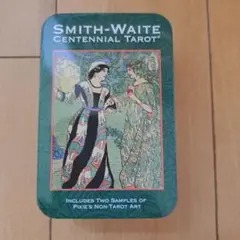 SMITH-WAITE
CENTENNIAL TAROT®
INCLUDES TWO SAMPLES OF
PIXIE'S NON-TAROT ART